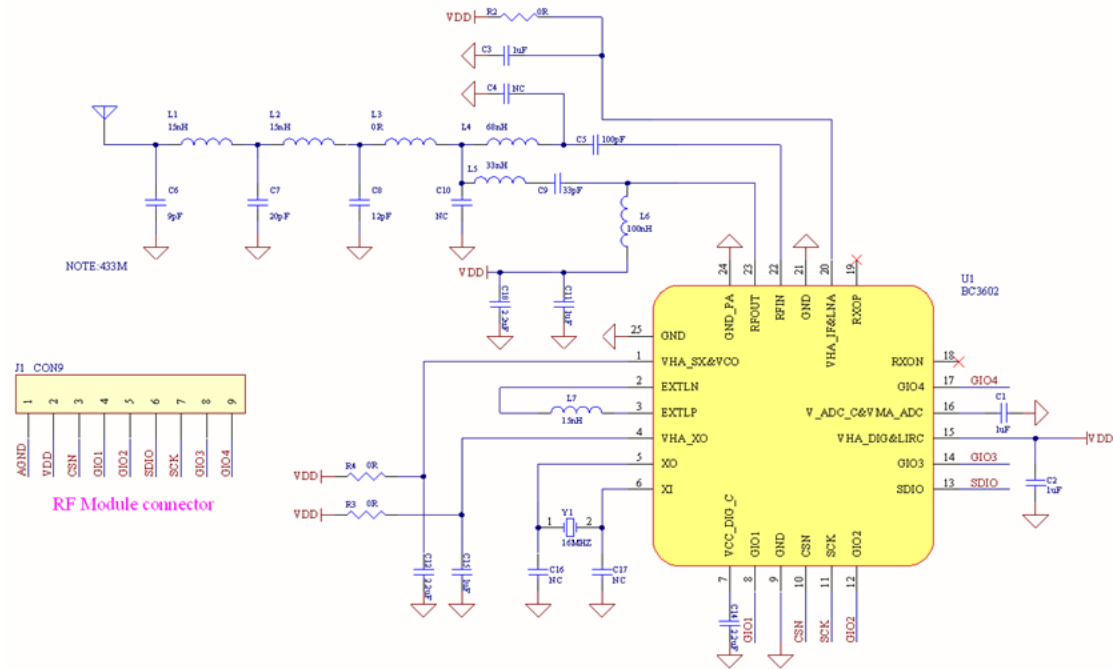 VDD R2 0R
C3 1uF
C4 NC
L1 15nH
L2 15nH
L3 0R
L4 68nH
C5 100pF
L5 33nH
C9 33pF
C6 9pF
C7 20pF
C8 12pF
C10 NC
L6 100nH
NOTE:433M
VDD
C11 1uF
U1
BC3602
24 23 22 21 20 19
GND_PA RFOUT RFIN GND VHA_IF&LNA RXOP
25 GND
1 VHA_SX&VCO
2 EXTLN
3 EXTLP
4 VHA_XO
5 XO
6 XI
L7 15nH
RXON 18
GIO4 17 GIO4
V_ADC_C&VMA_ADC 16 C1 1uF
VHA_DIG&LIRC 15 VDD
GIO3 14 GIO3
SDIO 13 SDIO
C2 1uF
J1 CON9
1 2 3 4 5 6 7 8 9
AGND VDD CSN GIO1 GIO2 SDIO SCK GIO3 GIO4
RF Module connector
VDD R4 0R
VDD R3 0R
1 Y1 2
16MHZ
C16 NC
C17 NC
VCC_DIG_C GIO1 GND CSN SCK GIO2
7 8 9 10 11 12
C14 2.2uF
GIO1 CSN SCK GIO2